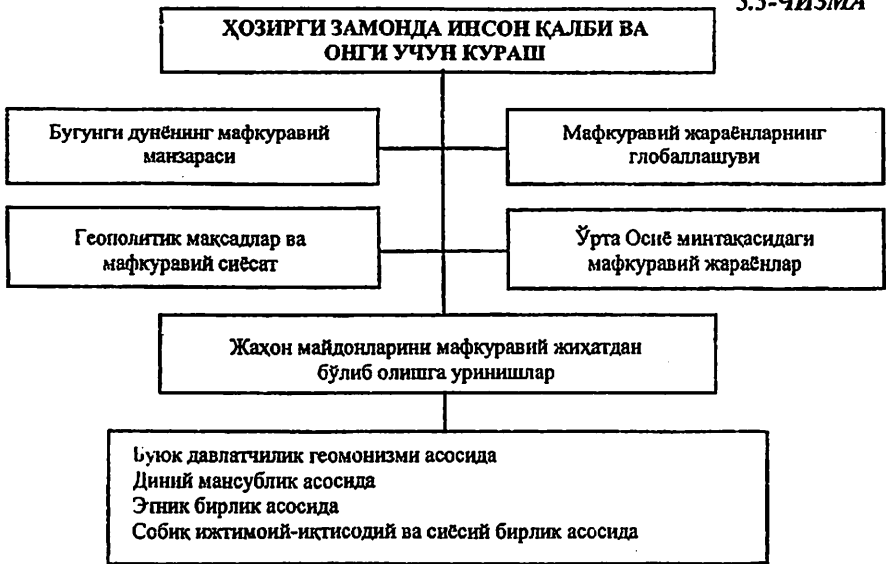 3.3-ЧИЗМА
ҲОЗИРГИ ЗАМОНДА ИНСОН ҚАЛБИ ВА
ОНГИ УЧУН КУРАШ
Бугунги дунёнинг мафкуравий
манзараси
Мафкуравий жараёнларнинг
глобаллашуви
Геополитик мақсадлар ва
мафкуравий сиёсат
Ўрта Осиё минтақасидаги
мафкуравий жараёнлар
Жаҳон майдонларини мафкуравий жиҳатдан
бўлиб олишга уринишлар
Буюк давлатчилик геомонизми асосида
Диний мансублик асосида
Этник бирлик асосида
Собиқ ижтимоий-иқтисодий ва сиёсий бирлик асосида